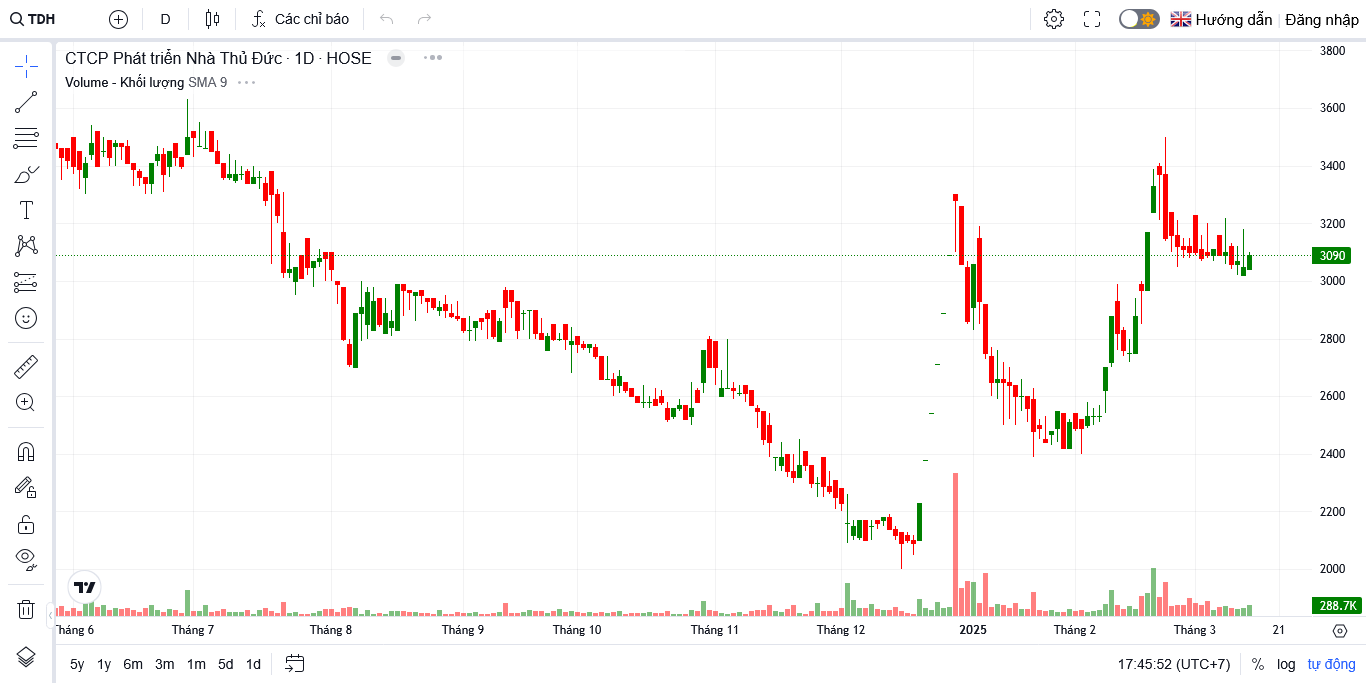 TDH D Các chỉ báo Hướng dẫn Đăng nhập
CTCP Phát triển Nhà Thủ Đức · 1D · HOSE
Volume - Khối lượng SMA 9
3800
3600
3400
3200
3090
3000
2800
2600
2400
2200
2000
288.7K
Tháng 6 Tháng 7 Tháng 8 Tháng 9 Tháng 10 Tháng 11 Tháng 12 2025 Tháng 2 Tháng 3 21
5y 1y 6m 3m 1m 5d 1d 17:45:52 (UTC+7) % log tự động